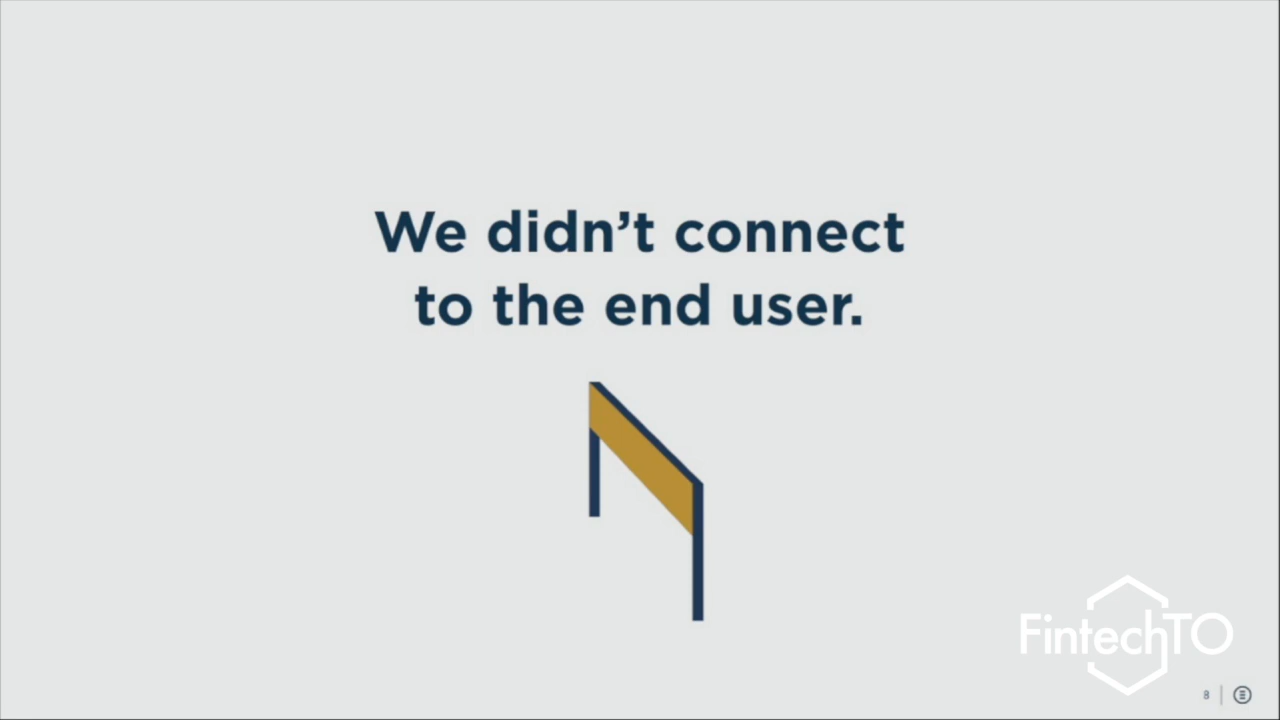 We didn’t connect
to the end user.
FintechTO
8